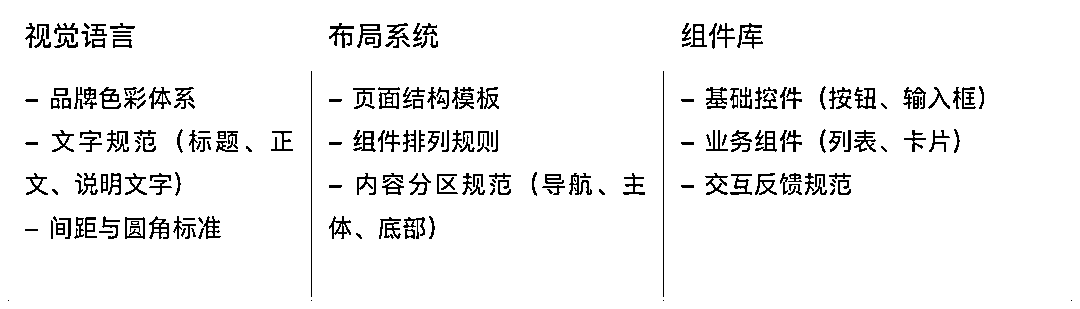 视觉语言
– 品牌色彩体系
– 文字规范（标题、正
文、说明文字）
– 间距与圆角标准
布局系统
– 页面结构模板
– 组件排列规则
– 内容分区规范（导航、主
体、底部）
组件库
– 基础控件（按钮、输入框）
– 业务组件（列表、卡片）
– 交互反馈规范